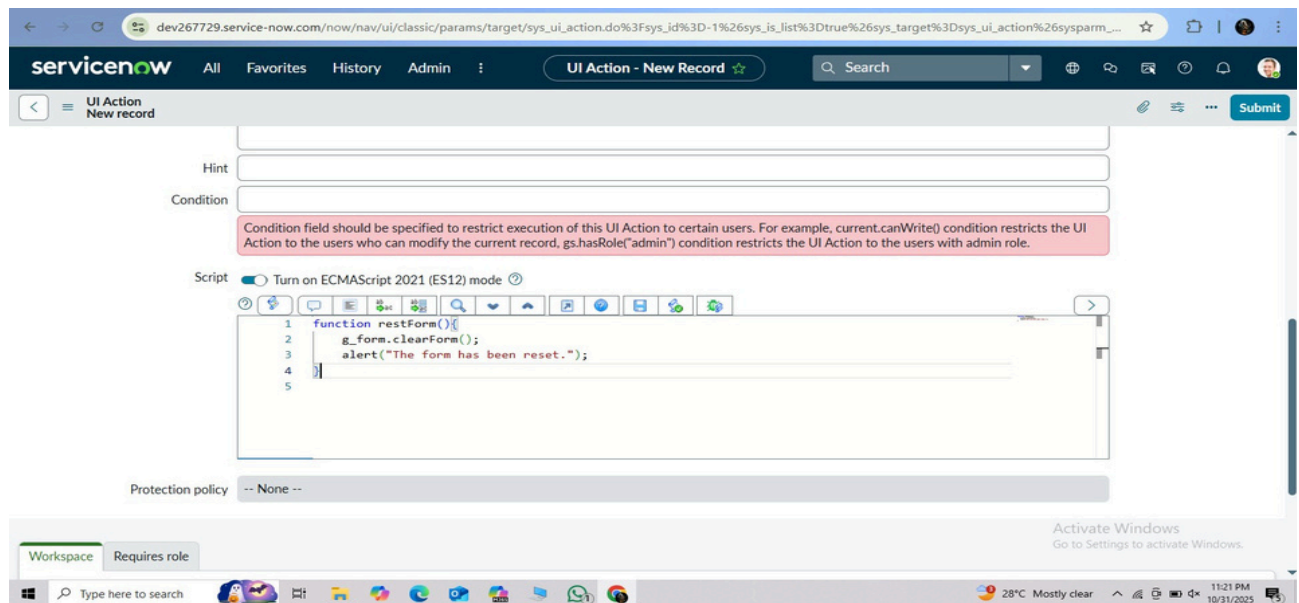 dev267729.service-now.com/now/nav/ui/classic/params/target/sys_ui_action.do%3Fsys_id%3D-1%26sys_is_list%3Dtrue%26sys_target%3Dsys_ui_action%26sysparm_...
servicenow All Favorites History Admin UI Action - New Record Search
UI Action
New record
Submit
Hint
Condition
Condition field should be specified to restrict execution of this UI Action to certain users. For example, current.canWrite() condition restricts the UI
Action to the users who can modify the current record, gs.hasRole("admin") condition restricts the UI Action to the users with admin role.
Script Turn on ECMAScript 2021 (ES12) mode
1 function restForm(){
2 g_form.clearForm();
3 alert("The form has been reset.");
4 }
5
Protection policy -- None --
Activate Windows
Go to Settings to activate Windows.
Workspace Requires role
Type here to search 28°C Mostly clear 11:21 PM
10/31/2025